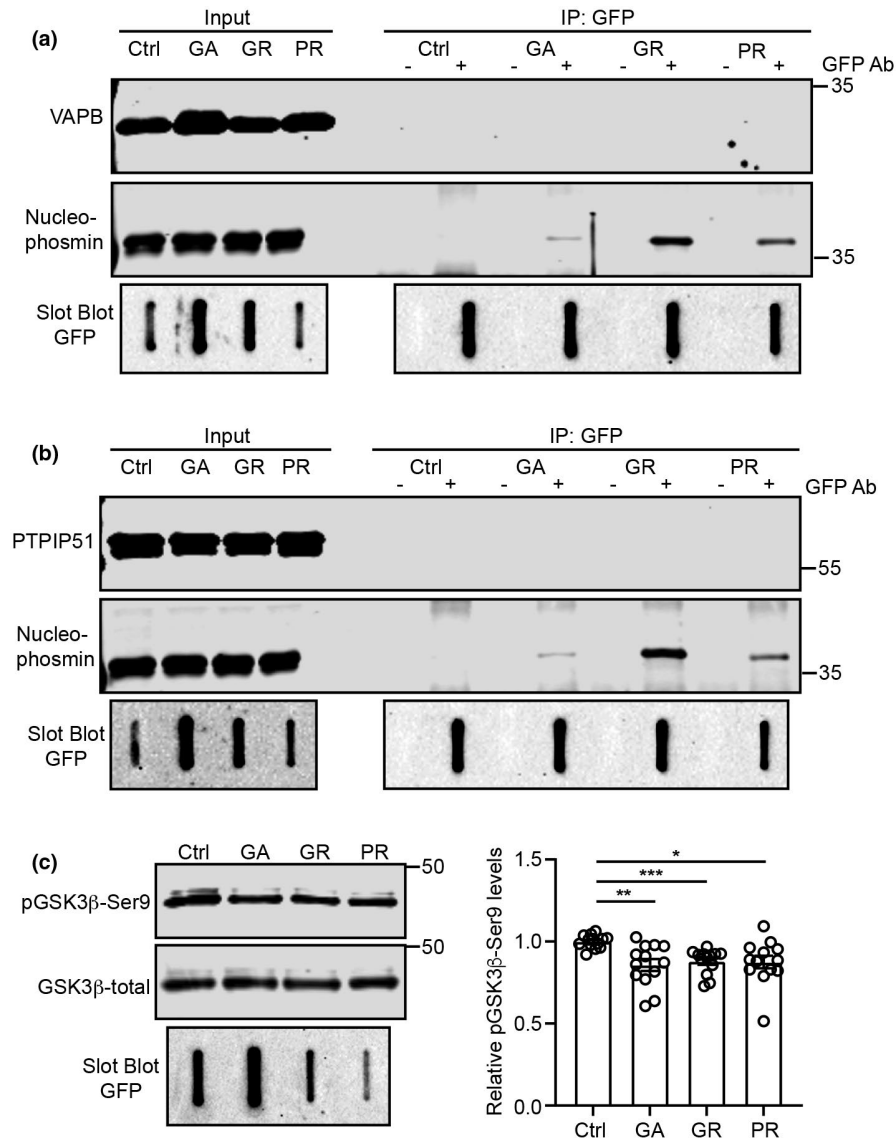 (a)
Input
IP: GFP
Ctrl GA GR PR
Ctrl GA GR PR
- + - + - + - + GFP Ab
VAPB
35
Nucleo-
phosmin
35
Slot Blot
GFP
(b)
Input
IP: GFP
Ctrl GA GR PR
Ctrl GA GR PR
- + - + - + - + GFP Ab
PTPIP51
55
Nucleo-
phosmin
35
Slot Blot
GFP
(c)
Ctrl GA GR PR
50
pGSK3β-Ser9
50
GSK3β-total
Slot Blot
GFP
Relative pGSK3β-Ser9 levels
1.5
1.0
0.5
0.0
*
***
**
Ctrl GA GR PR